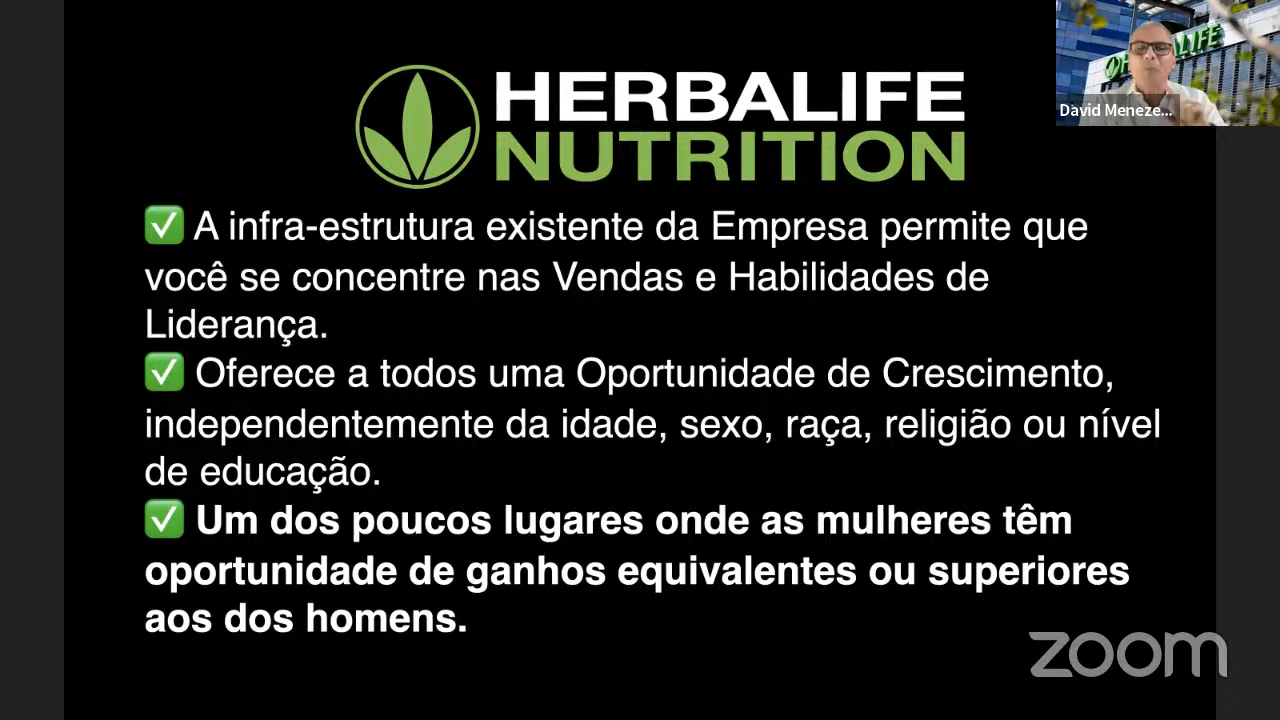 HERBALIFE
NUTRITION
HERBALIFE
David Meneze...
✅ A infra-estrutura existente da Empresa permite que
você se concentre nas Vendas e Habilidades de
Liderança.
✅ Oferece a todos uma Oportunidade de Crescimento,
independentemente da idade, sexo, raça, religião ou nível
de educação.
✅ Um dos poucos lugares onde as mulheres têm
oportunidade de ganhos equivalentes ou superiores
aos dos homens.
zoom